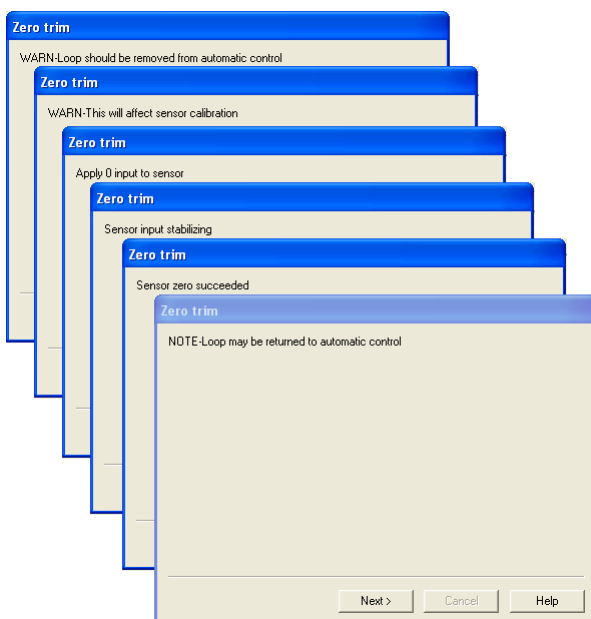 Zero trim
WARN-Loop should be removed from automatic control
Zero trim
WARN-This will affect sensor calibration
Zero trim
Apply 0 input to sensor
Zero trim
Sensor input stabilizing
Zero trim
Sensor zero succeeded
Zero trim
NOTE-Loop may be returned to automatic control
Next > Cancel Help